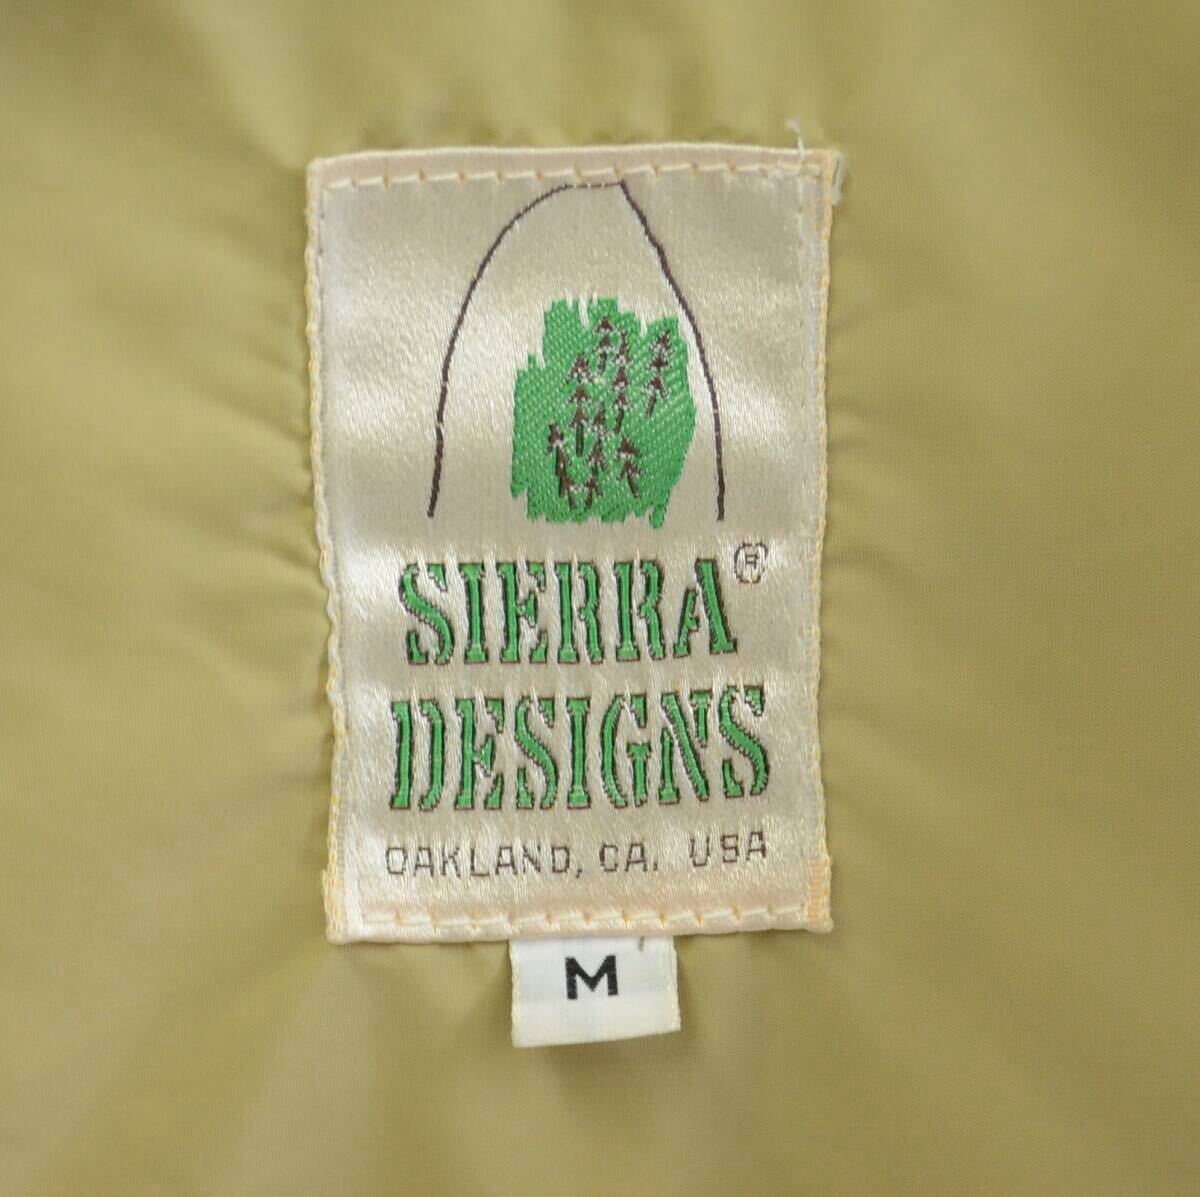 SIERRA®
DESIGNS
OAKLAND, CA. USA
M